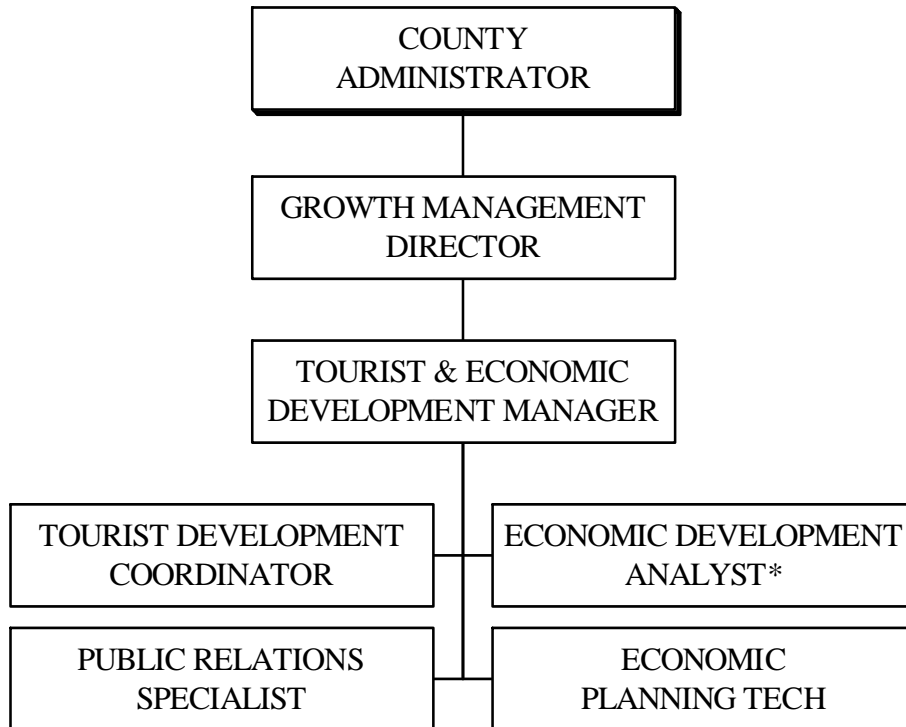 COUNTY
ADMINISTRATOR
GROWTH MANAGEMENT
DIRECTOR
TOURIST & ECONOMIC
DEVELOPMENT MANAGER
TOURIST DEVELOPMENT
COORDINATOR
ECONOMIC DEVELOPMENT
ANALYST*
PUBLIC RELATIONS
SPECIALIST
ECONOMIC
PLANNING TECH